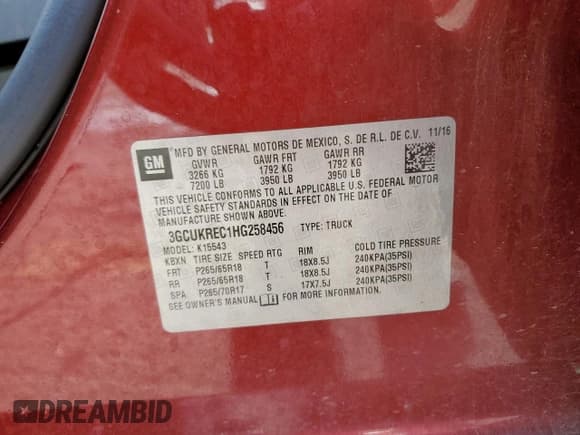 GM
MFD BY GENERAL MOTORS DE MEXICO, S. DE R.L. DE C.V. 11/16
GVWR GAWR FRT GAWR RR
3266 KG 1792 KG 1792 KG
7200 LB 3950 LB 3950 LB
THIS VEHICLE CONFORMS TO ALL APPLICABLE U.S. FEDERAL MOTOR
VEHICLE SAFETY STANDARDS IN EFFECT ON THE DATE OF
MANUFACTURE SHOWN ABOVE.
3GCUKREC1HG258456 TYPE: TRUCK
MODEL: K15543
KBXN TIRE SIZE SPEED RTG RIM COLD TIRE PRESSURE
FRT P265/65R18 T 18X8.5J 240KPA(35PSI)
RR P265/65R18 T 18X8.5J 240KPA(35PSI)
SPA P265/70R17 S 17X7.5J 240KPA(35PSI)
SEE OWNER'S MANUAL FOR MORE INFORMATION.
DREAMBID